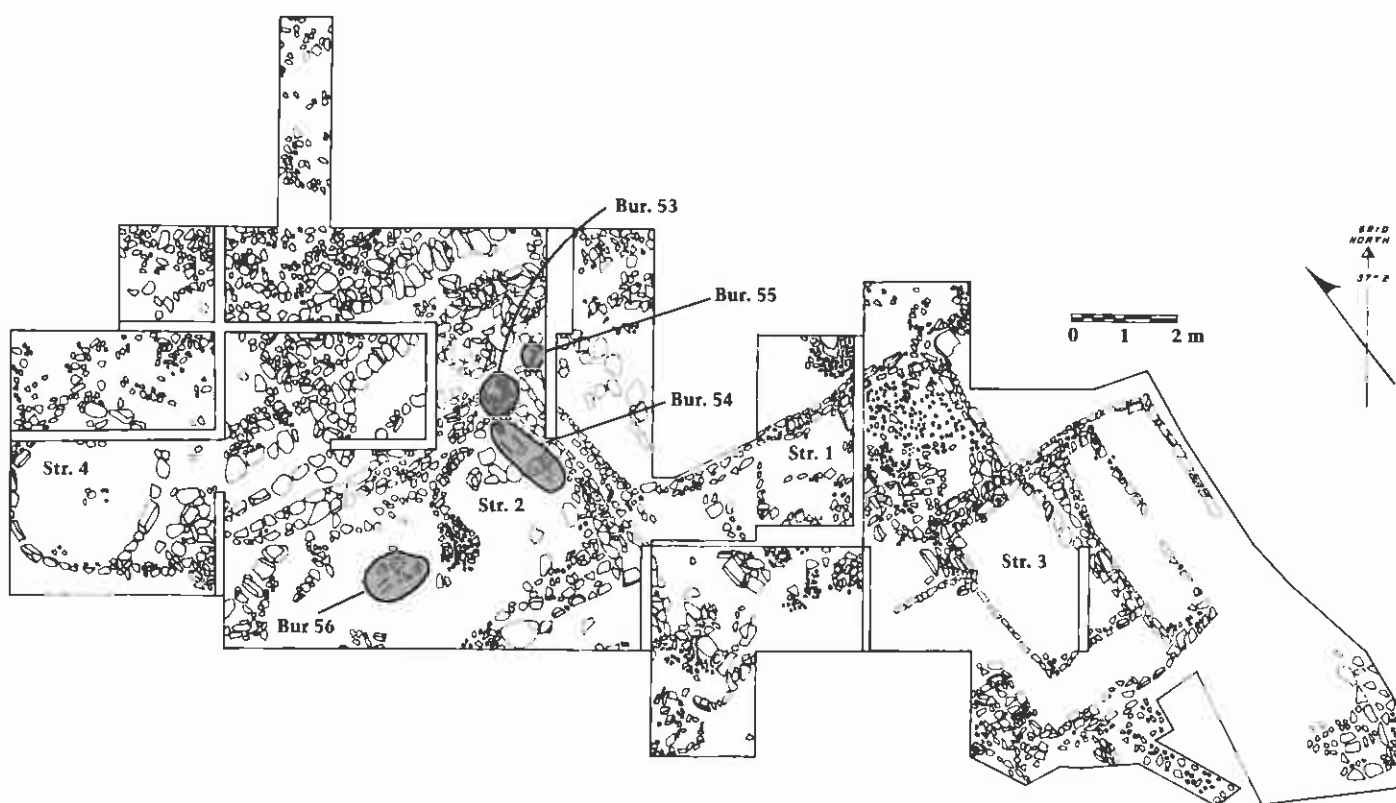 Bur. 53
GRID
NORTH
Bur. 55
0 1 2 m
Bur. 54
Str. 1
Str. 4
Str. 2
Str. 3
Bur 56